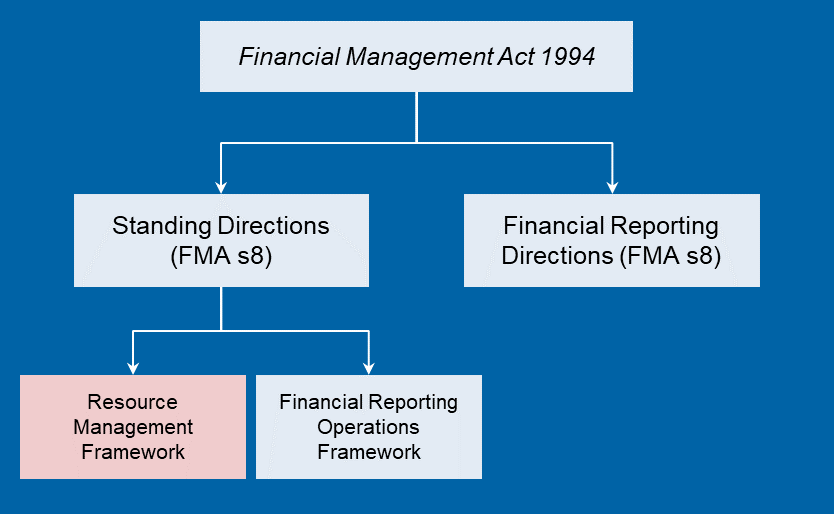 Financial Management Act 1994
Standing Directions
(FMA s8)
Financial Reporting
Directions (FMA s8)
Resource
Management
Framework
Financial Reporting
Operations
Framework